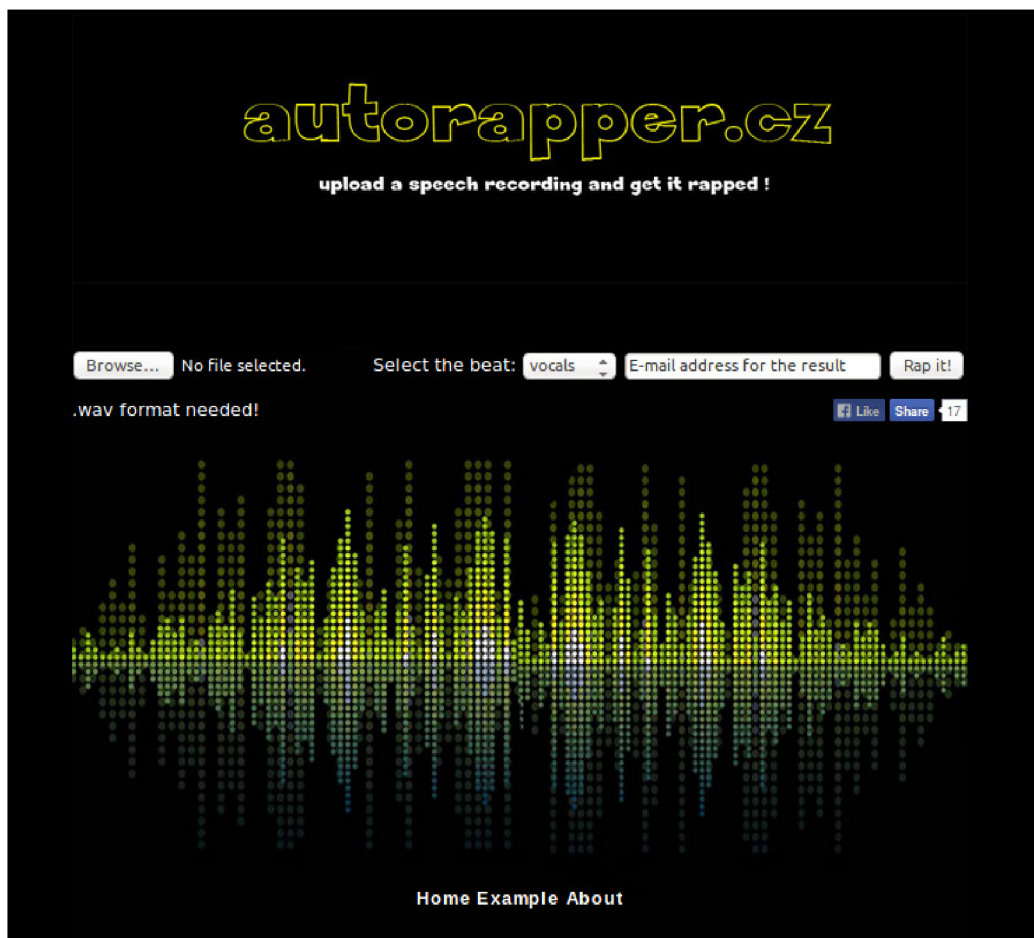 autorapper.cz
upload a speech recording and get it rapped !
Browse... No file selected. Select the beat: vocals E-mail address for the result Rap it!
.wav format needed! Like Share 17
Home Example About